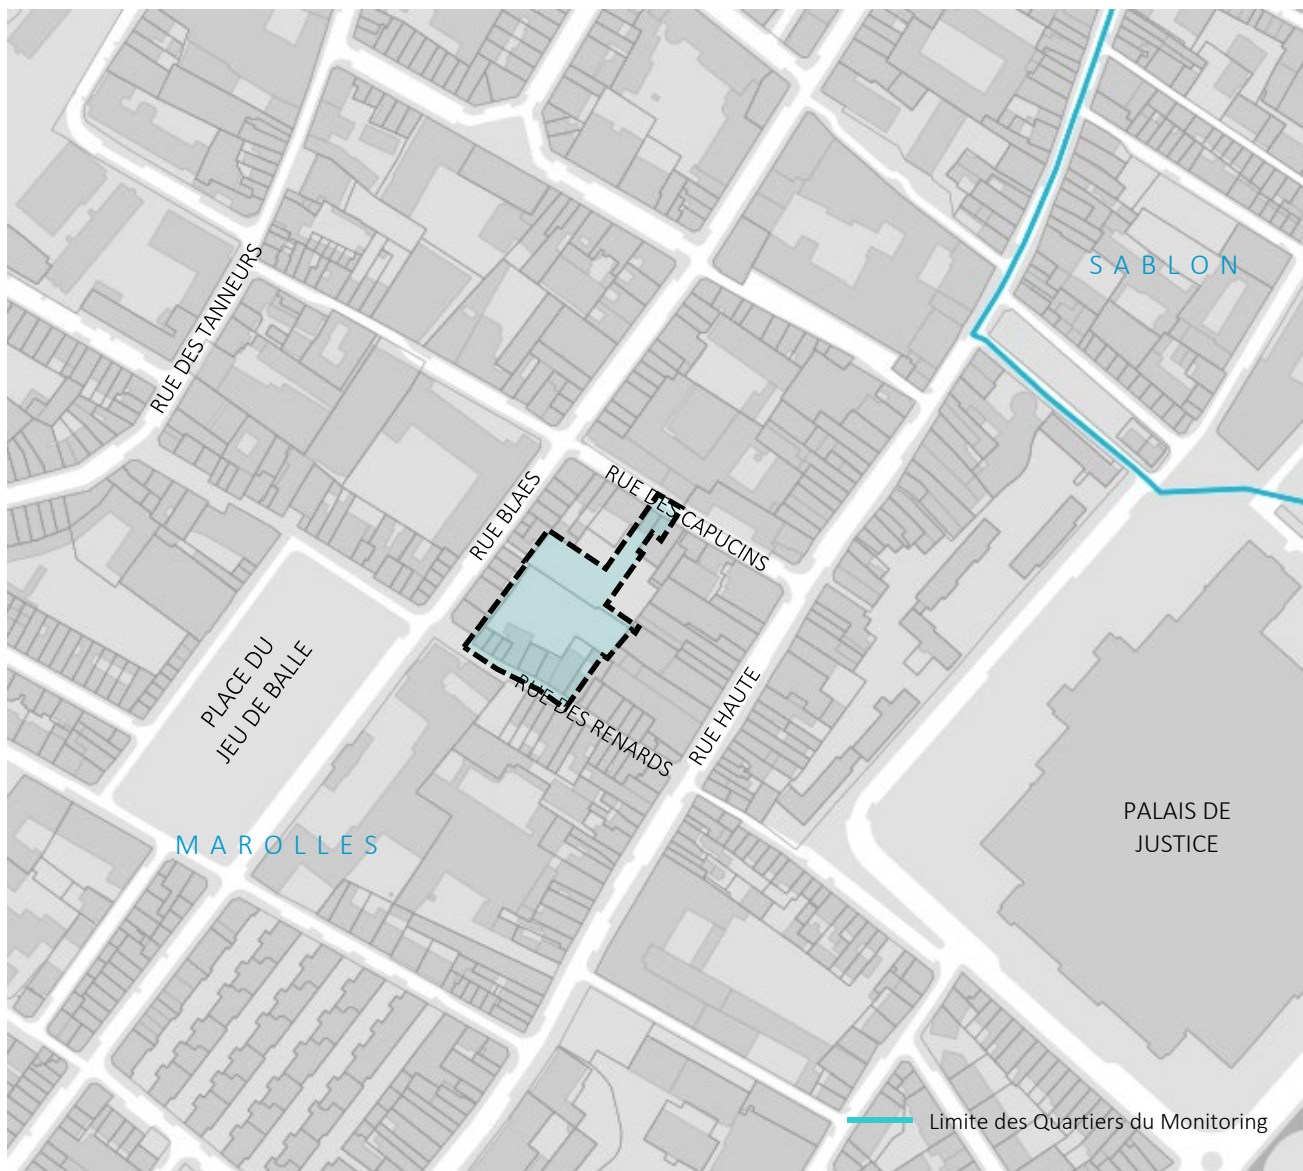 SABLON
RUE DES TANNEURS
RUE DES CAPUCINS
RUE BLAES
PLACE DU
JEU DE BALLE
RUE DES RENARDS
RUE HAUTE
MAROLLES
PALAIS DE
JUSTICE
Limite des Quartiers du Monitoring